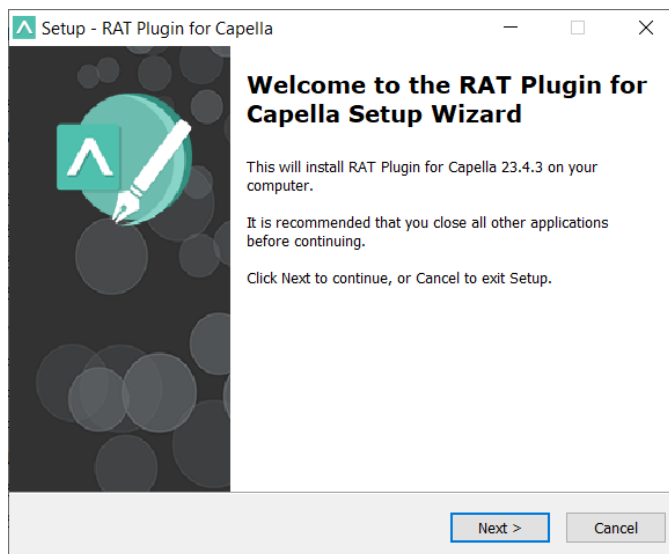 Setup - RAT Plugin for Capella
Welcome to the RAT Plugin for
Capella Setup Wizard
This will install RAT Plugin for Capella 23.4.3 on your
computer.
It is recommended that you close all other applications
before continuing.
Click Next to continue, or Cancel to exit Setup.
Next >
Cancel